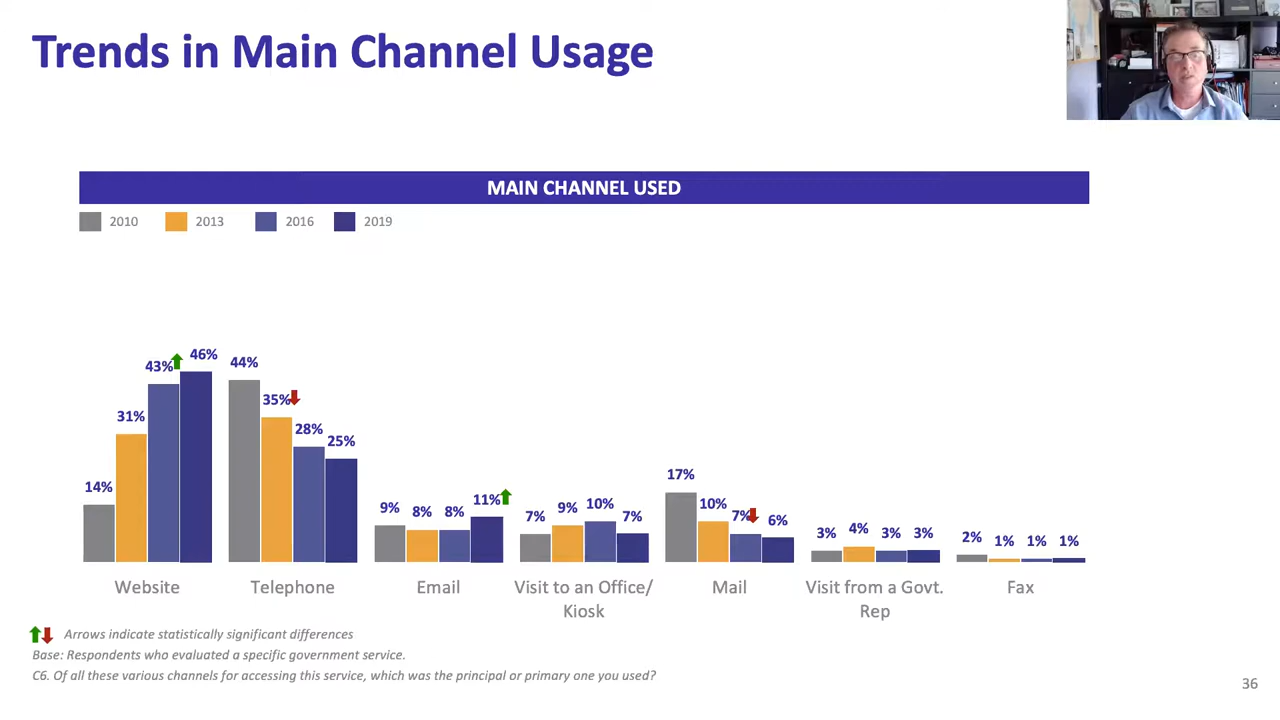 Trends in Main Channel Usage
MAIN CHANNEL USED
2010 2013 2016 2019
14% 31% 43% 46%
44% 35% 28% 25%
9% 8% 8% 11%
7% 9% 10% 7%
17% 10% 7% 6%
3% 4% 3% 3%
2% 1% 1% 1%
Website
Telephone
Email
Visit to an Office/
Kiosk
Mail
Visit from a Govt.
Rep
Fax
Arrows indicate statistically significant differences
Base: Respondents who evaluated a specific government service.
C6. Of all these various channels for accessing this service, which was the principal or primary one you used?
36